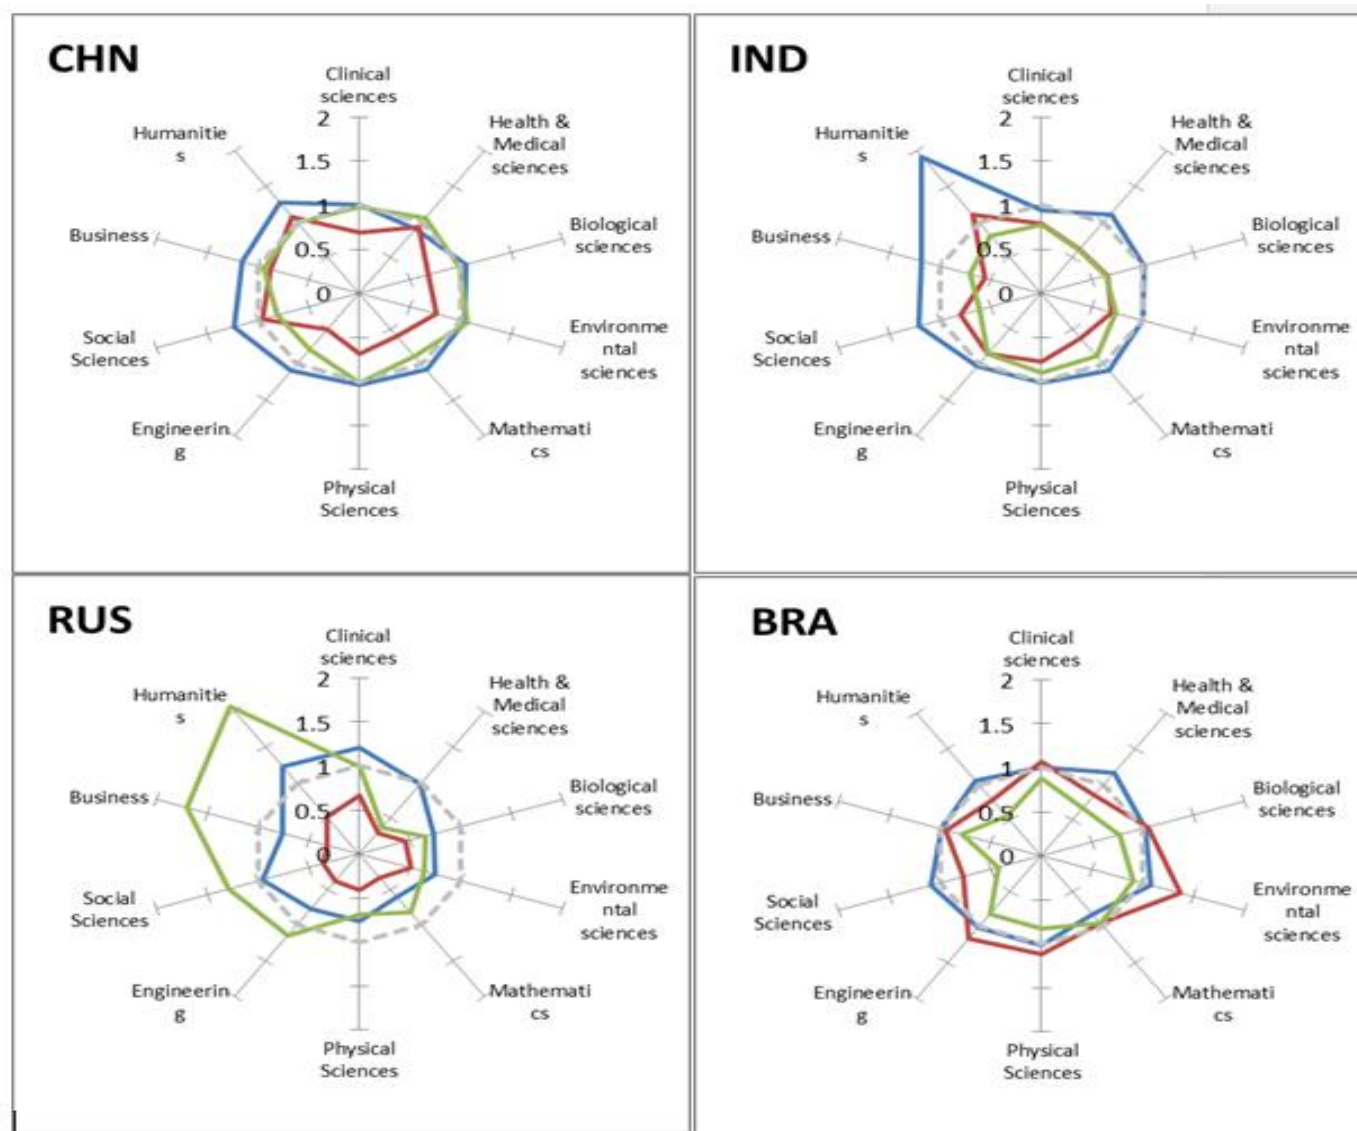 CHN
Clinical
sciences
Health &
Medical
sciences
Biological
sciences
Environme
ntal
sciences
Mathemati
cs
Physical
Sciences
Engineerin
g
Social
Sciences
Business
Humanitie
s
2
1.5
1
0.5
0
IND
Clinical
sciences
Health &
Medical
sciences
Biological
sciences
Environme
ntal
sciences
Mathemati
cs
Physical
Sciences
Engineerin
g
Social
Sciences
Business
Humanitie
s
2
1.5
1
0.5
0
RUS
Clinical
sciences
Health &
Medical
sciences
Biological
sciences
Environme
ntal
sciences
Mathemati
cs
Physical
Sciences
Engineerin
g
Social
Sciences
Business
Humanitie
s
2
1.5
1
0.5
0
BRA
Clinical
sciences
Health &
Medical
sciences
Biological
sciences
Environme
ntal
sciences
Mathemati
cs
Physical
Sciences
Engineerin
g
Social
Sciences
Business
Humanitie
s
2
1.5
1
0.5
0